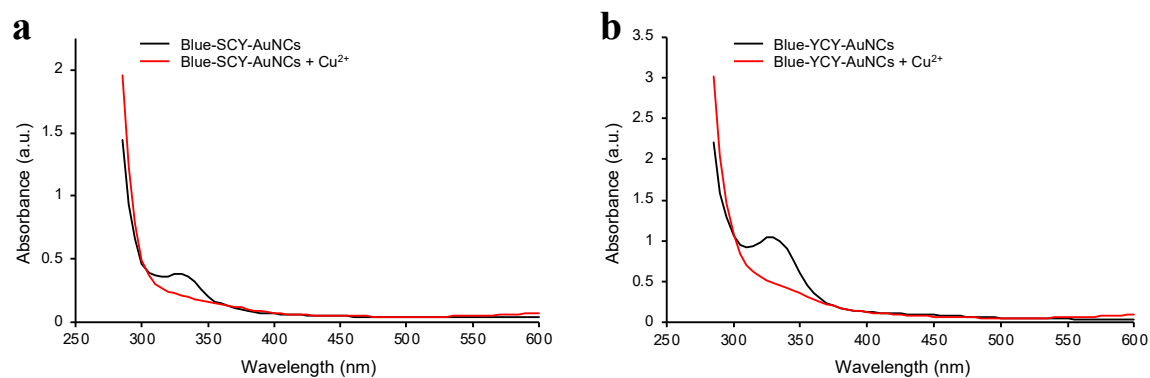 a
Blue-SCY-AuNCs
Blue-SCY-AuNCs + Cu²⁺
Absorbance (a.u.)
2
1.5
1
0.5
0
250 300 350 400 450 500 550 600
Wavelength (nm)
b
Blue-YCY-AuNCs
Blue-YCY-AuNCs + Cu²⁺
Absorbance (a.u.)
3.5
3
2.5
2
1.5
1
0.5
0
250 300 350 400 450 500 550 600
Wavelength (nm)